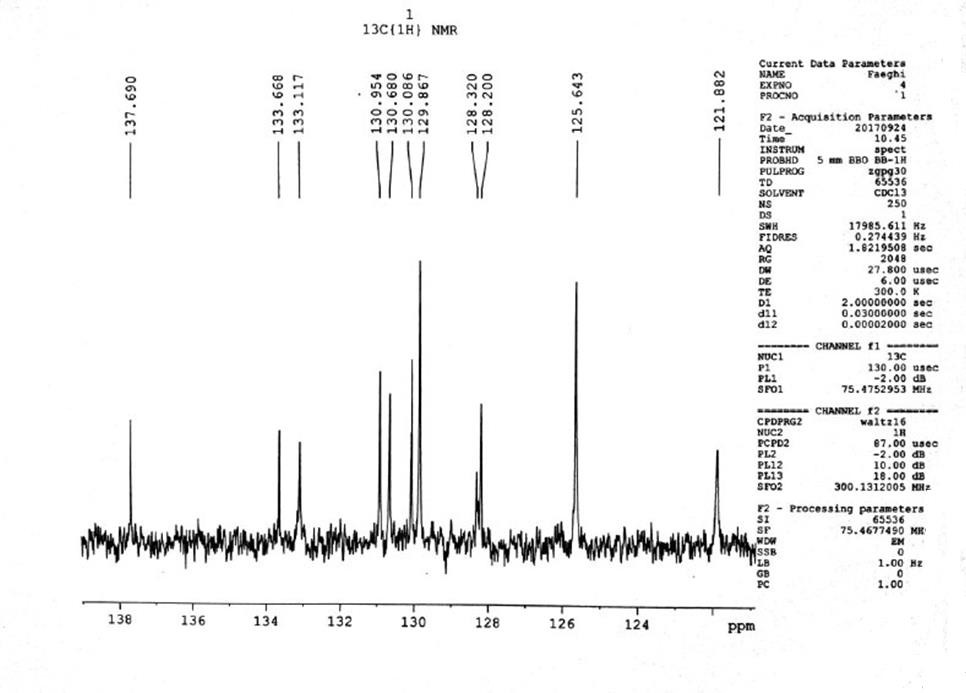 1
13C{1H} NMR
137.690
133.668
133.117
130.954
130.680
130.086
129.867
128.320
128.200
125.643
121.882
138 136 134 132 130 128 126 124 ppm
Current Data Parameters
NAME Faeghi
EXPNO 4
PROCNO 1
F2 - Acquisition Parameters
Date_ 20170924
Time 10.45
INSTRUM spect
PROBHD 5 mm BBO BB-1H
PULPROG zgpg30
TD 65536
SOLVENT CDCl3
NS 250
DS 1
SWH 17985.611 Hz
FIDRES 0.274439 Hz
AQ 1.8219508 sec
RG 2048
DW 27.800 usec
DE 6.00 usec
TE 300.0 K
D1 2.00000000 sec
d11 0.03000000 sec
d12 0.00002000 sec
======== CHANNEL f1 ========
NUC1 13C
P1 130.00 usec
PL1 -2.00 dB
SFO1 75.4752953 MHz
======== CHANNEL f2 ========
CPDPRG2 waltz16
NUC2 1H
PCPD2 87.00 usec
PL2 -2.00 dB
PL12 10.00 dB
PL13 18.00 dB
SFO2 300.1312005 MHz
F2 - Processing parameters
SI 65536
SF 75.4677490 MH
WDW EM
SSB 0
LB 1.00 Hz
GB 0
PC 1.00